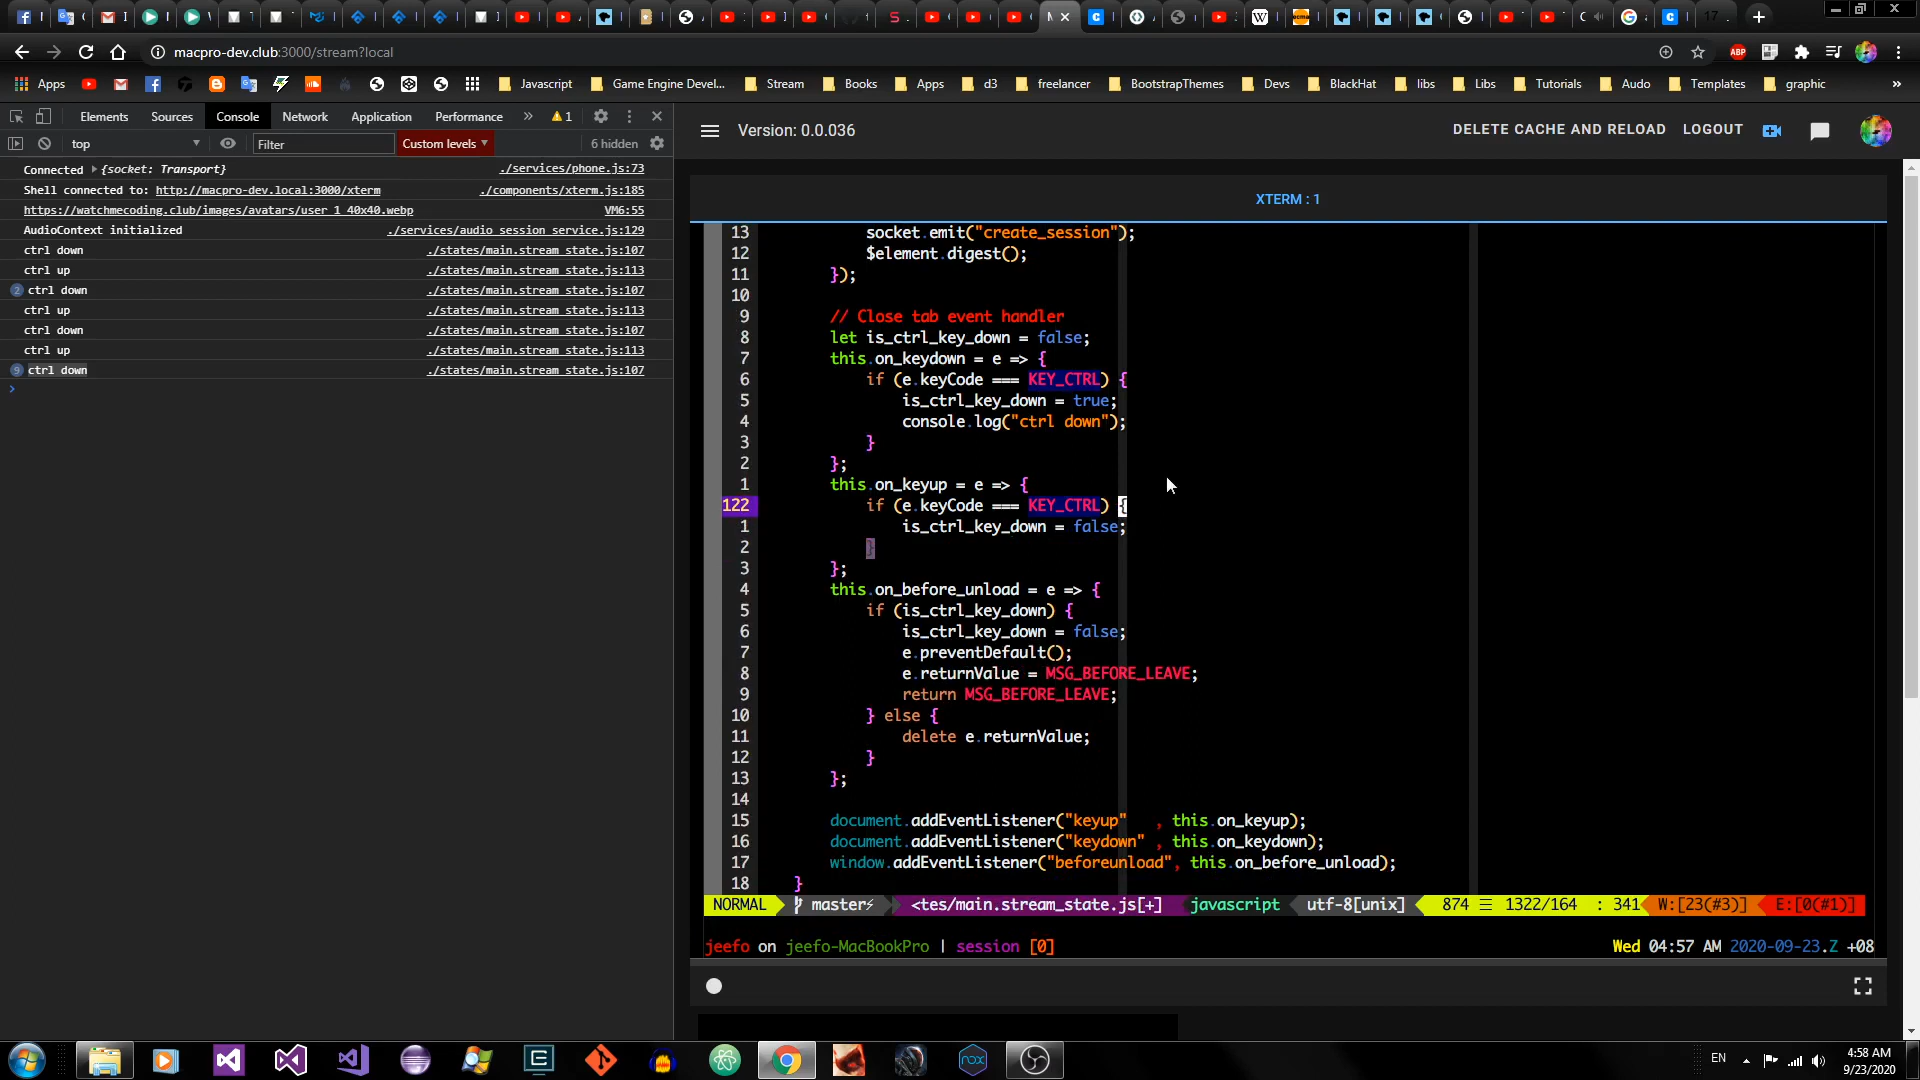 macpro-dev.club:3000/stream?local
Apps
Javascript
Game Engine Devel...
Stream
Books
Apps
d3
freelancer
BootstrapThemes
Devs
BlackHat
libs
Libs
Tutorials
Audo
Templates
graphic
»
Elements Sources Console Network Application Performance » 1
top Filter Custom levels 6 hidden
Connected {socket: Transport} ./services/phone.js:73
Shell connected to: http://macpro-dev.local:3000/xterm ./components/xterm.js:185
https://watchmecoding.club/images/avatars/user_1_40x40.webp VM6:55
AudioContext initialized ./services/audio_session_service.js:129
ctrl down ./states/main.stream_state.js:107
ctrl up ./states/main.stream_state.js:113
2 ctrl down ./states/main.stream_state.js:107
ctrl up ./states/main.stream_state.js:113
ctrl down ./states/main.stream_state.js:107
ctrl up ./states/main.stream_state.js:113
9 ctrl down ./states/main.stream_state.js:107
>
Version: 0.0.036 DELETE CACHE AND RELOAD LOGOUT
XTERM : 1
13 socket.emit("create_session");
12 $element.digest();
11 });
10
9 // Close tab event handler
8 let is_ctrl_key_down = false;
7 this.on_keydown = e => {
6 if (e.keyCode === KEY_CTRL) {
5 is_ctrl_key_down = true;
4 console.log("ctrl down");
3 }
2 };
1 this.on_keyup = e => {
122 if (e.keyCode === KEY_CTRL) {
1 is_ctrl_key_down = false;
2 }
3 };
4 this.on_before_unload = e => {
5 if (is_ctrl_key_down) {
6 is_ctrl_key_down = false;
7 e.preventDefault();
8 e.returnValue = MSG_BEFORE_LEAVE;
9 return MSG_BEFORE_LEAVE;
10 } else {
11 delete e.returnValue;
12 }
13 };
14
15 document.addEventListener("keyup" , this.on_keyup);
16 document.addEventListener("keydown" , this.on_keydown);
17 window.addEventListener("beforeunload", this.on_before_unload);
18 }
NORMAL master⚡ <tes/main.stream_state.js[+] javascript utf-8[unix] 874 ☰ 1322/164 : 341 W:[23(#3)] E:[0(#1)]
jeefo on jeefo-MacBookPro | session [0] Wed 04:57 AM 2020-09-23.Z +08
EN
4:58 AM
9/23/2020